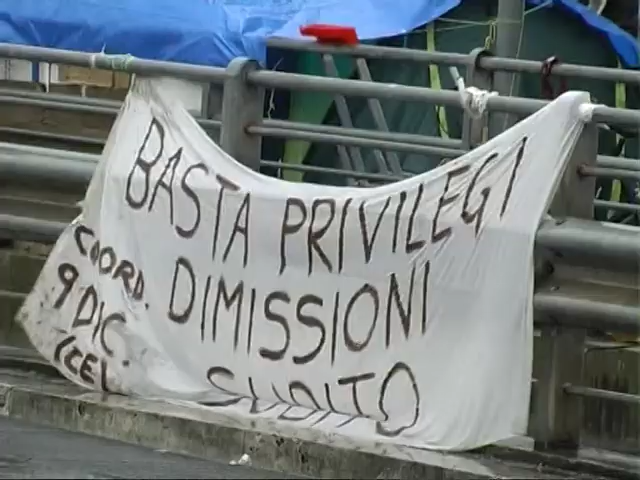 BASTA PRIVILEGI
DIMISSIONI
SUBITO
COORD.
9 DIC.